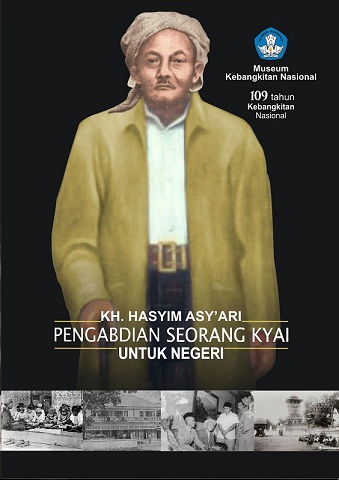 Museum
Kebangkitan Nasional
109 tahun
Kebangkitan
Nasional
KH. HASYIM ASY'ARI
PENGABDIAN SEORANG KYAI
UNTUK NEGERI